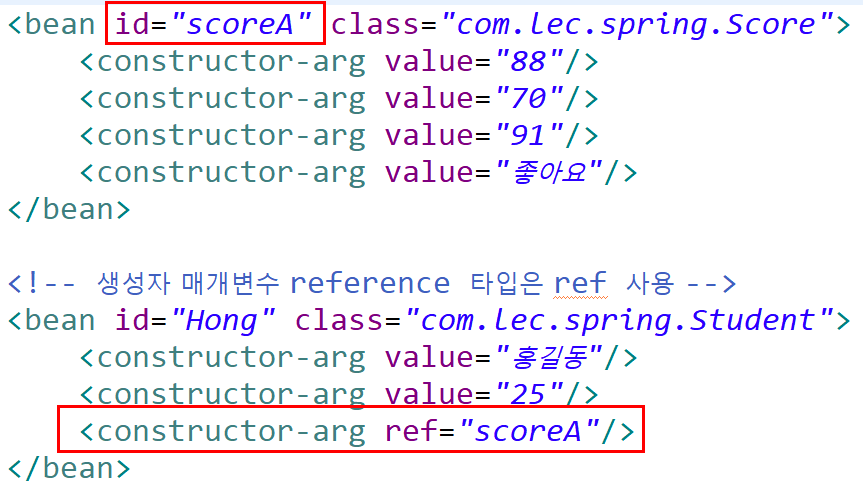 <bean id="scoreA" class="com.lec.spring.Score">
<constructor-arg value="88"/>
<constructor-arg value="70"/>
<constructor-arg value="91"/>
<constructor-arg value="좋아요"/>
</bean>
<!-- 생성자 매개변수 reference 타입은 ref 사용 -->
<bean id="Hong" class="com.lec.spring.Student">
<constructor-arg value="홍길동"/>
<constructor-arg value="25"/>
<constructor-arg ref="scoreA"/>
</bean>